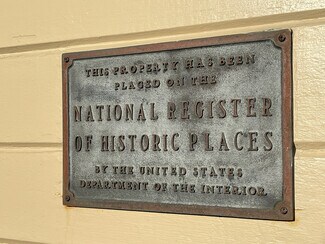 THIS PROPERTY HAS BEEN
PLACED ON THE
NATIONAL REGISTER
OF HISTORIC PLACES
BY THE UNITED STATES
DEPARTMENT OF THE INTERIOR